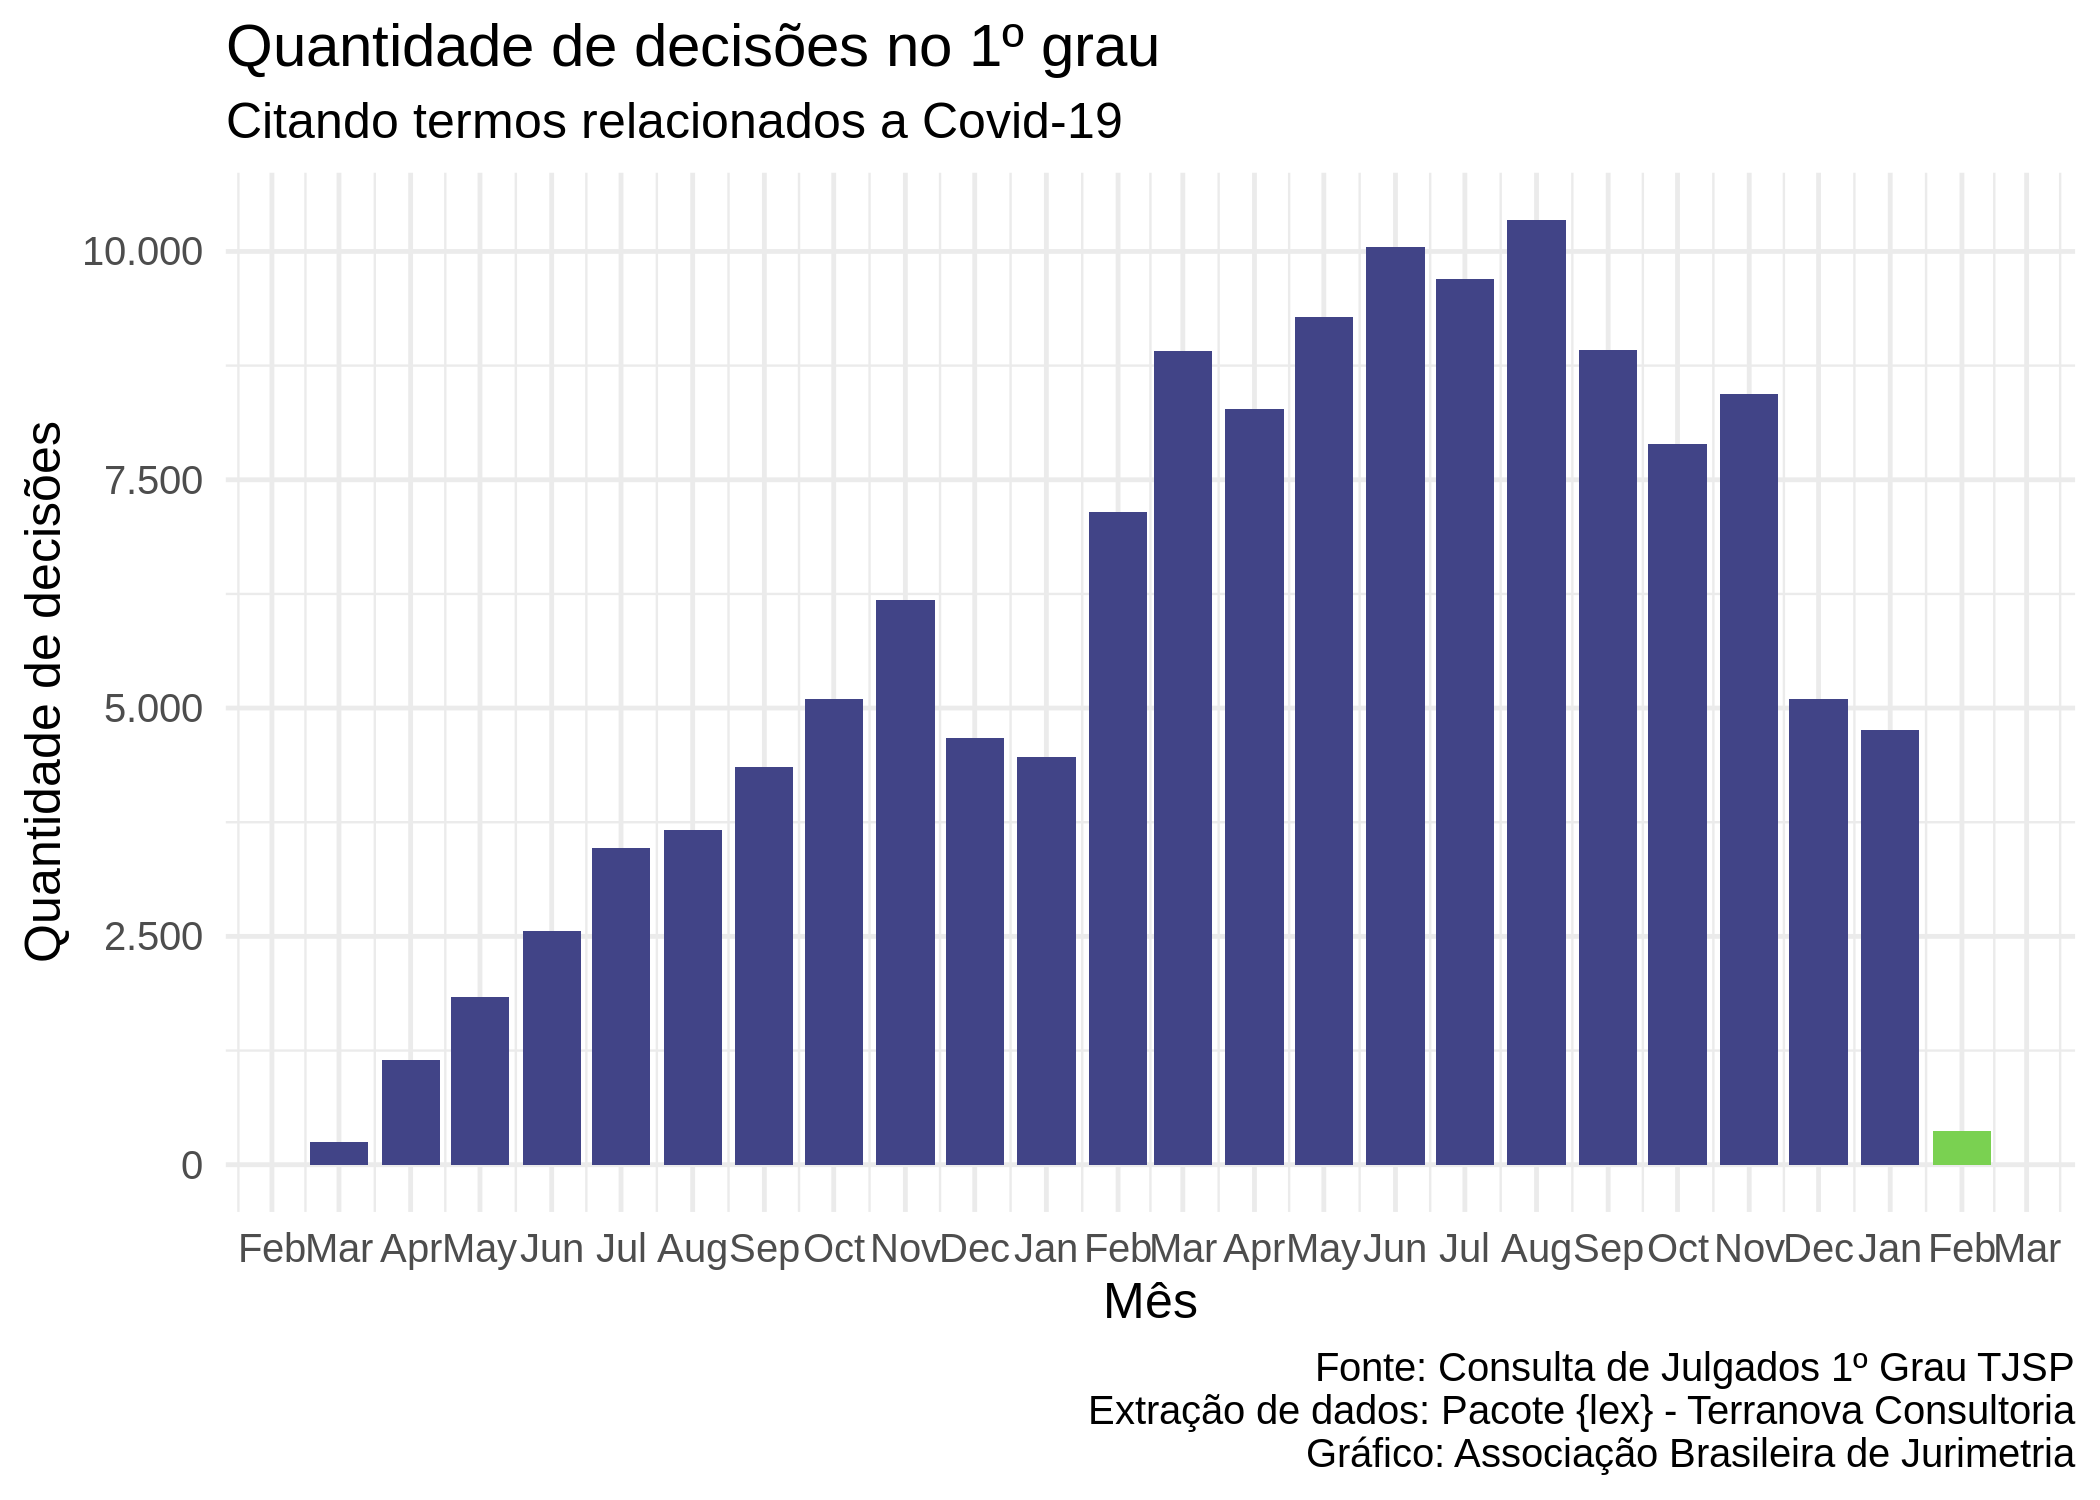 Quantidade de decisões no 1º grau
Citando termos relacionados a Covid-19
Quantidade de decisões
10.000
7.500
5.000
2.500
0
Feb Mar Apr May Jun Jul Aug Sep Oct Nov Dec Jan Feb Mar Apr May Jun Jul Aug Sep Oct Nov Dec Jan Feb Mar
Mês
Fonte: Consulta de Julgados 1º Grau TJSP
Extração de dados: Pacote {lex} - Terranova Consultoria
Gráfico: Associação Brasileira de Jurimetria